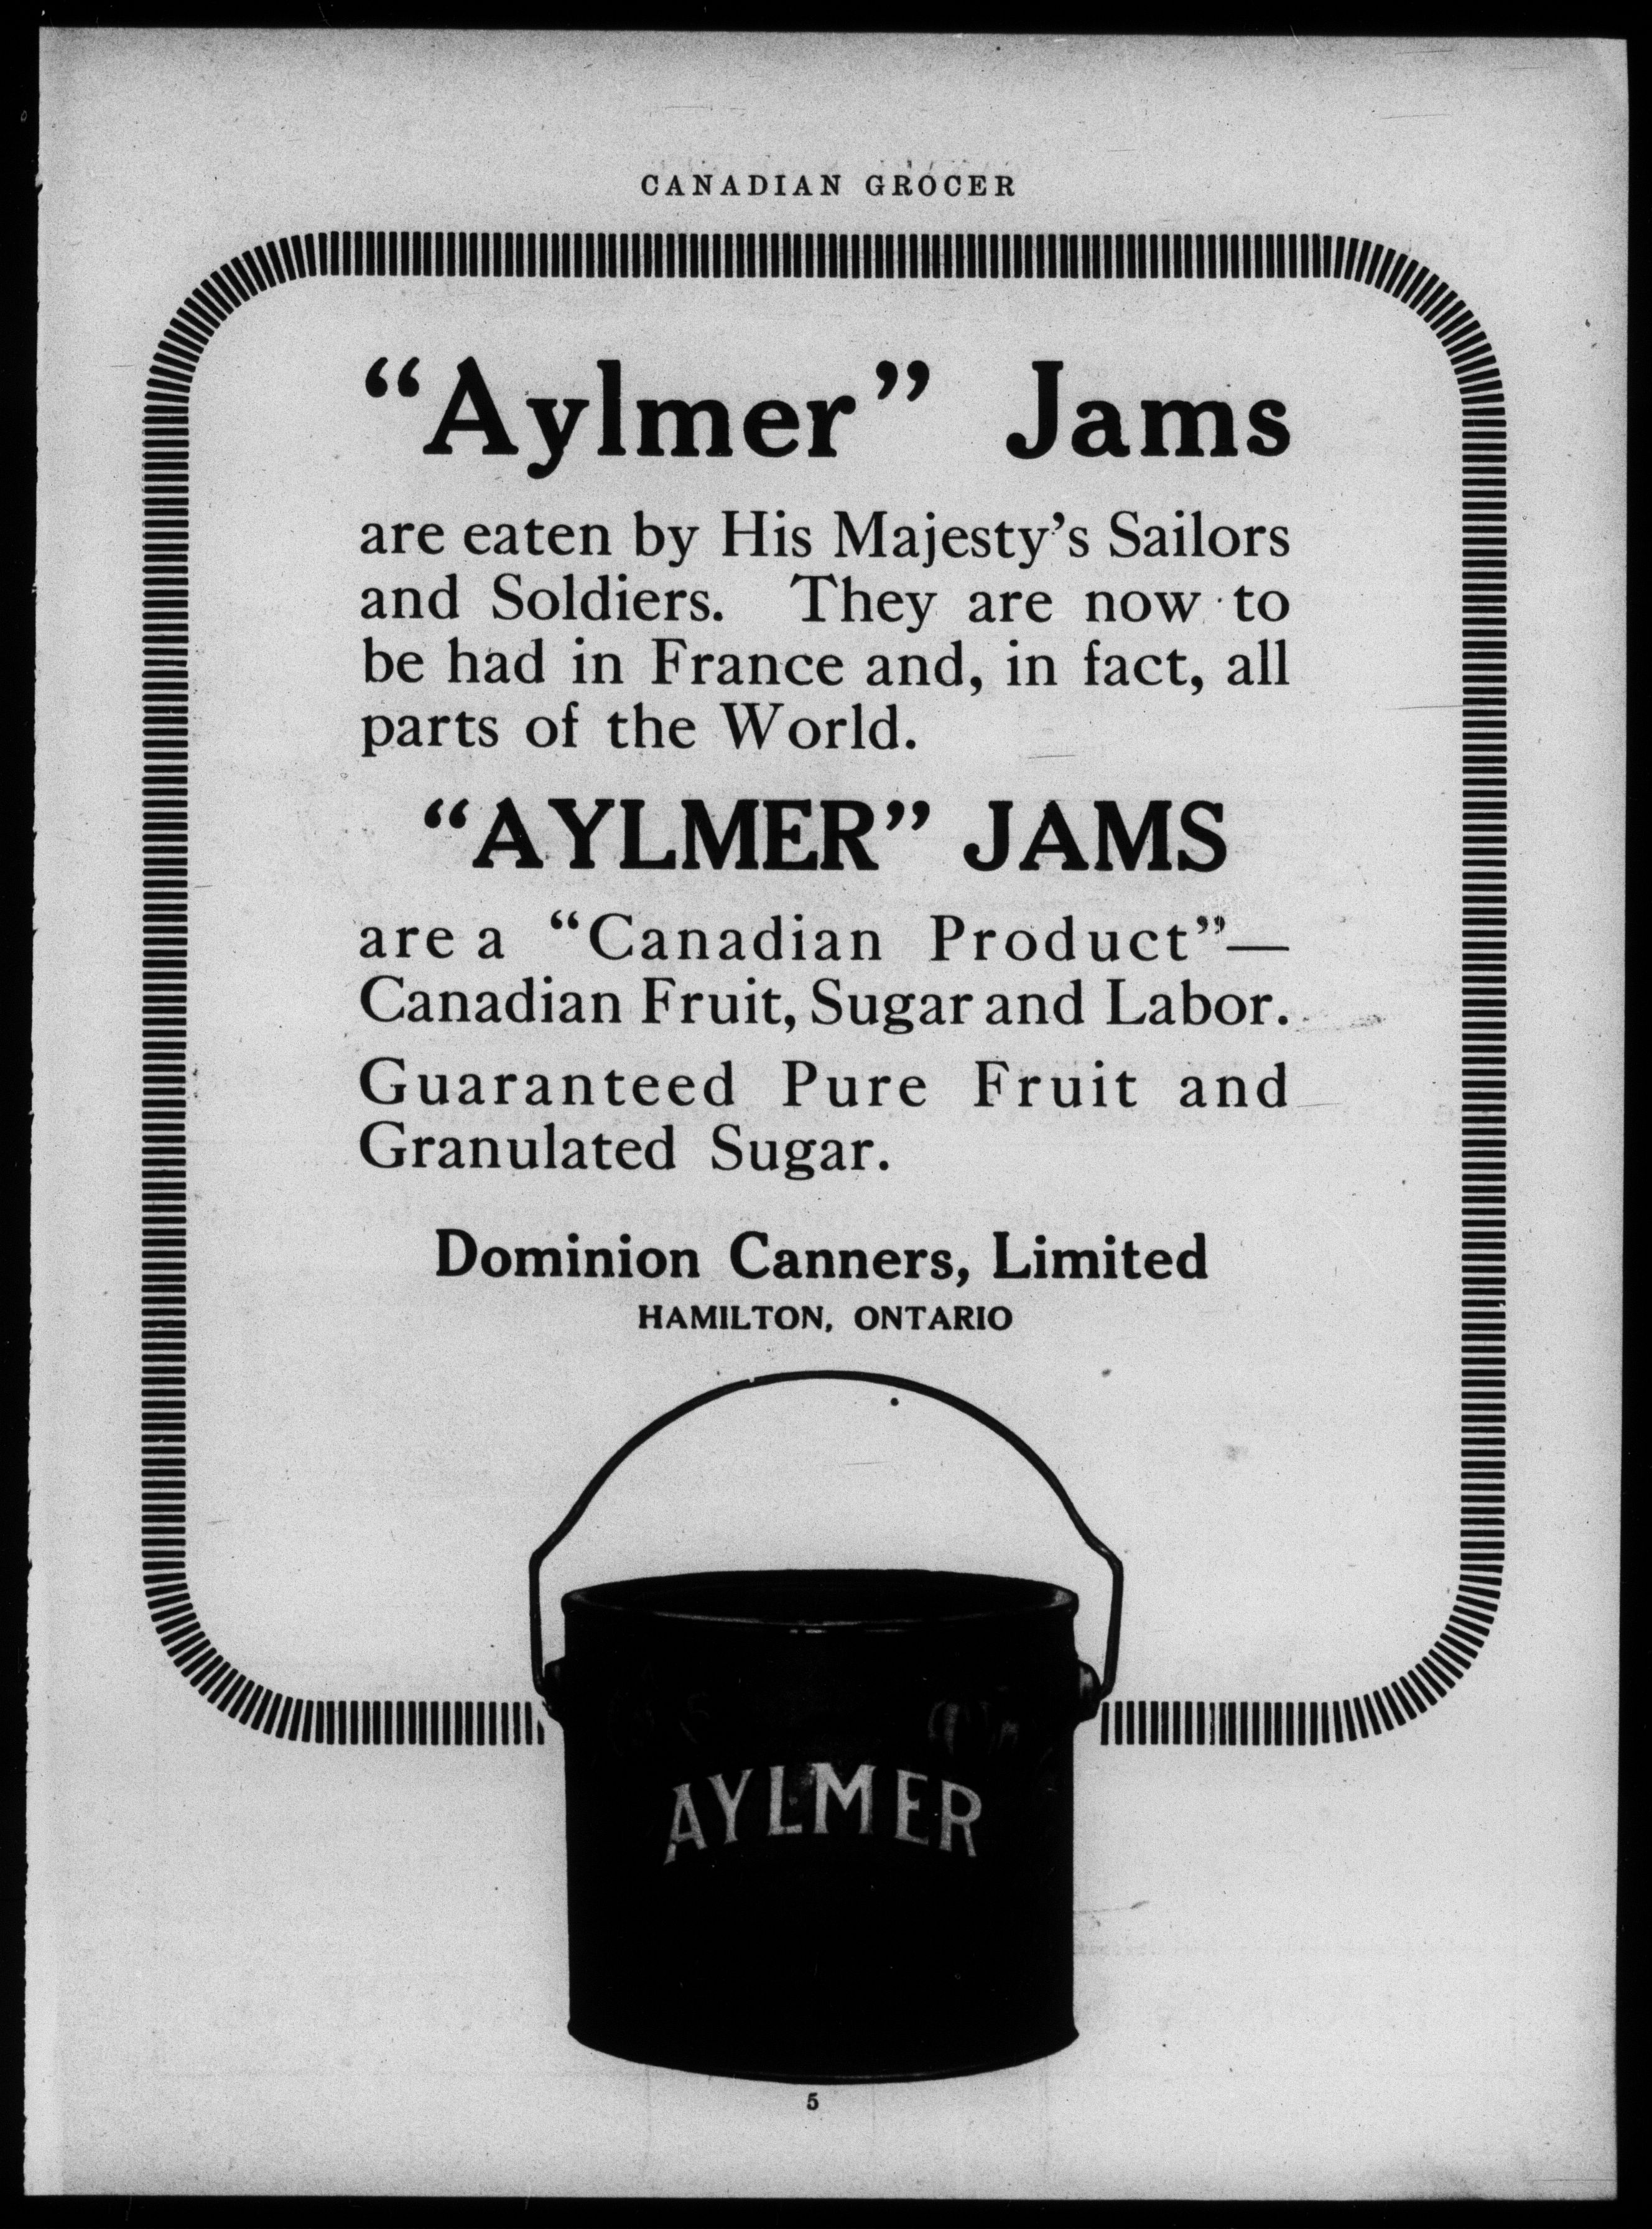 CANADIAN GROCER
“Aylmer” Jams
are eaten by His Majesty’s Sailors
and Soldiers. They are now to
be had in France and, in fact, all
parts of the World.
“AYLMER” JAMS
are a “Canadian Product”—
Canadian Fruit, Sugar and Labor.
Guaranteed Pure Fruit and
Granulated Sugar.
Dominion Canners, Limited
HAMILTON, ONTARIO
AYLMER
5